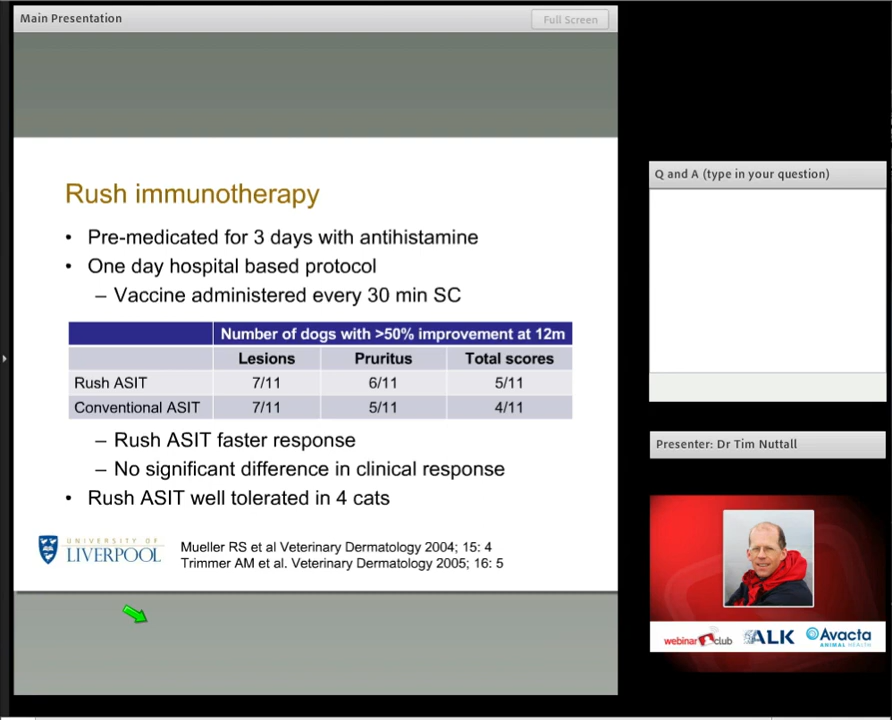 Main Presentation
Full Screen
Rush immunotherapy
• Pre-medicated for 3 days with antihistamine
• One day hospital based protocol
– Vaccine administered every 30 min SC
Number of dogs with >50% improvement at 12m
Lesions Pruritus Total scores
Rush ASIT 7/11 6/11 5/11
Conventional ASIT 7/11 5/11 4/11
– Rush ASIT faster response
– No significant difference in clinical response
• Rush ASIT well tolerated in 4 cats
UNIVERSITY OF
LIVERPOOL
Mueller RS et al Veterinary Dermatology 2004; 15: 4
Trimmer AM et al. Veterinary Dermatology 2005; 16: 5
Q and A (type in your question)
Presenter: Dr Tim Nuttall
webinar club ALK Avacta
ANIMAL HEALTH